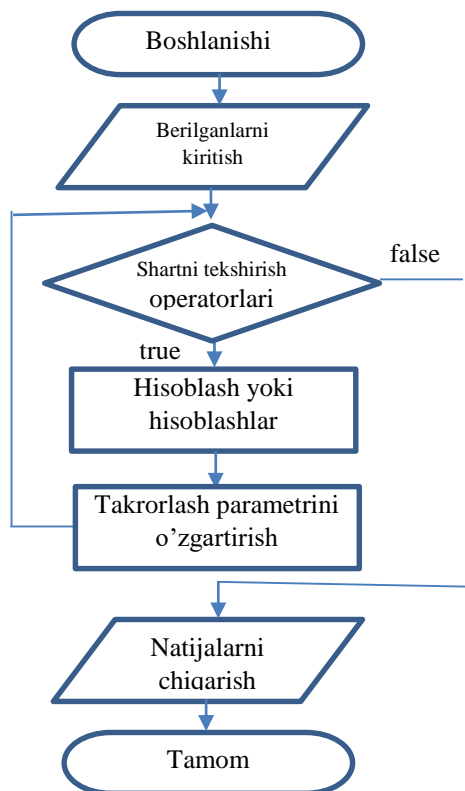 Boshlanishi
Berilganlarni
kiritish
Shartni tekshirish
operatorlari
false
true
Hisoblash yoki
hisoblashlar
Takrorlash parametrini
o’zgartirish
Natijalarni
chiqarish
Tamom